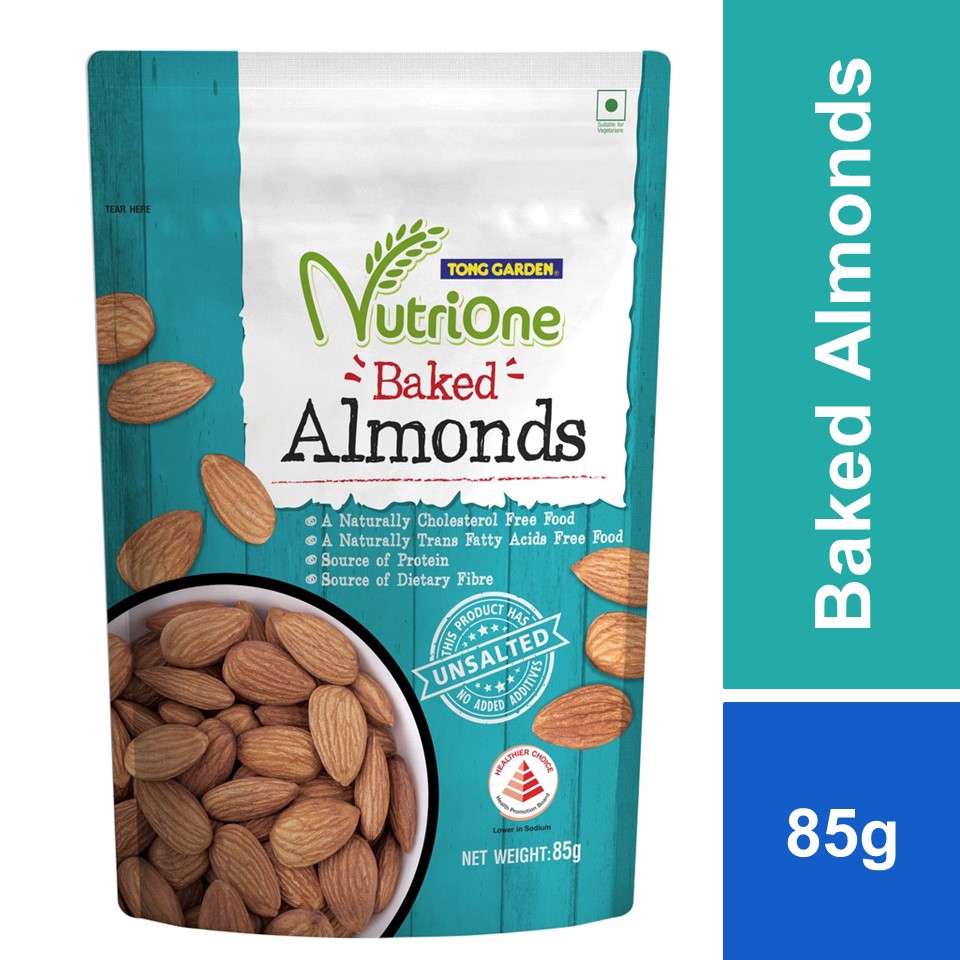 Suitable for
Vegetarians
TEAR HERE
TONG GARDEN®
NutriOne
Baked
Almonds
A Naturally Cholesterol Free Food
A Naturally Trans Fatty Acids Free Food
Source of Protein
Source of Dietary Fibre
THIS PRODUCT HAS
UNSALTED
NO ADDED ADDITIVES
HEALTHIER CHOICE
Health Promotion Board
Lower in Sodium
NET WEIGHT:85g
Baked Almonds
85g